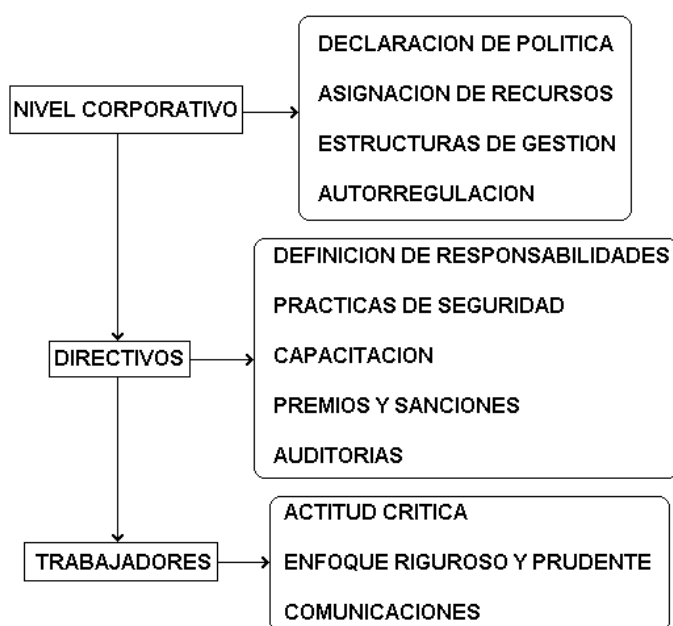 NIVEL CORPORATIVO
DECLARACION DE POLITICA
ASIGNACION DE RECURSOS
ESTRUCTURAS DE GESTION
AUTORREGULACION
DIRECTIVOS
DEFINICION DE RESPONSABILIDADES
PRACTICAS DE SEGURIDAD
CAPACITACION
PREMIOS Y SANCIONES
AUDITORIAS
TRABAJADORES
ACTITUD CRITICA
ENFOQUE RIGUROSO Y PRUDENTE
COMUNICACIONES